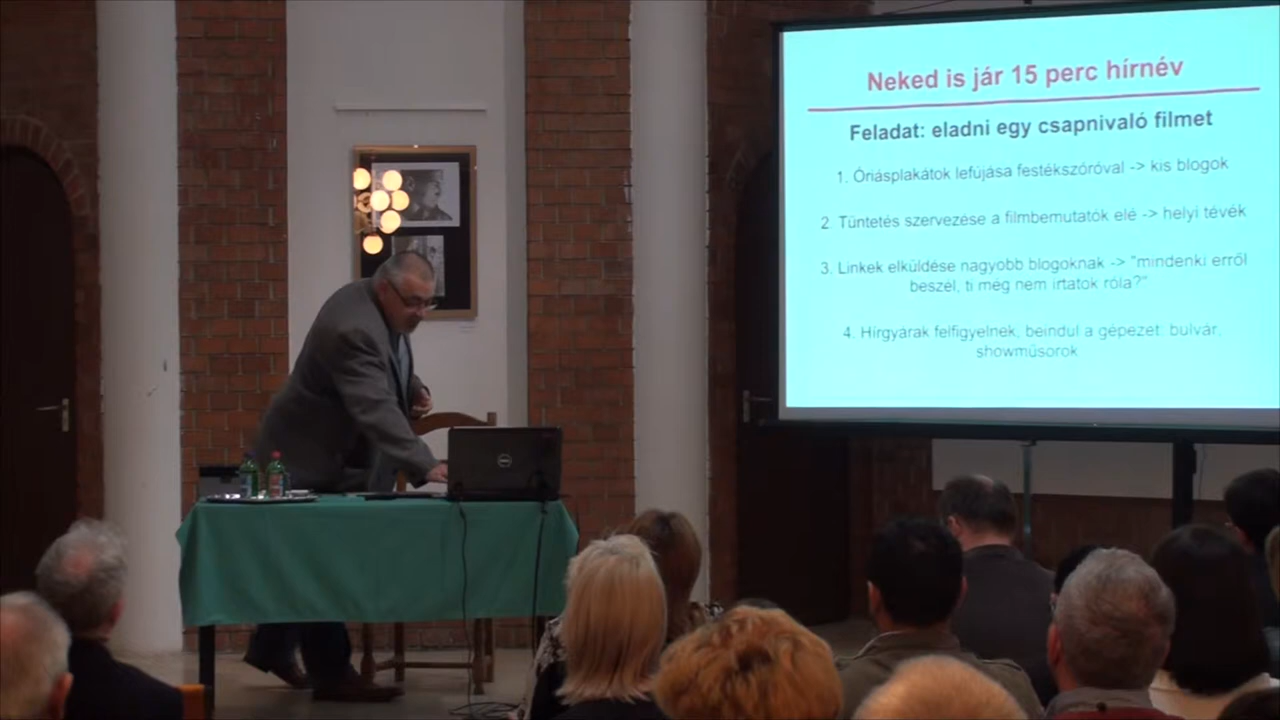 Neked is jár 15 perc hírnév
Feladat: eladni egy csapnivaló filmet
1. Óriásplakátok lefújása festékszóróval -> kis blogok
2. Tüntetés szervezése a filmbemutatók elé -> helyi tévék
3. Linkek elküldése nagyobb blogoknak -> "mindenki erről
beszél, ti még nem írtatok róla?"
4. Hírgyárak felfigyelnek, beindul a gépezet: bulvár,
showműsorok
DELL